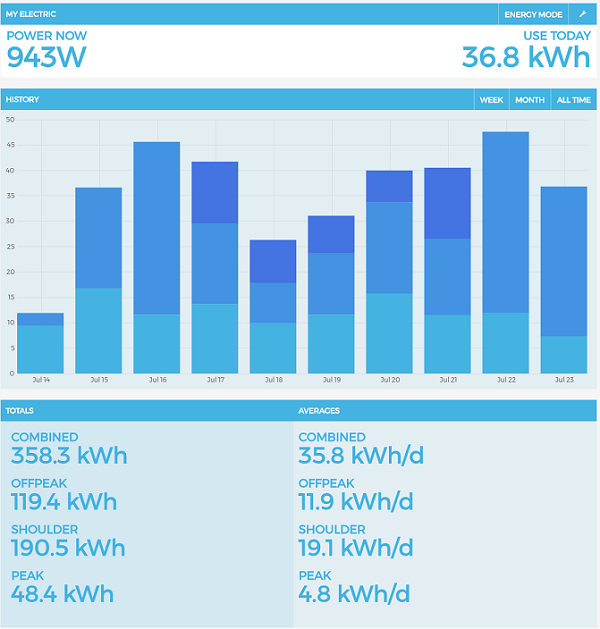 MY ELECTRIC
ENERGY MODE
POWER NOW
USE TODAY
943W
36.8 kWh
HISTORY
WEEK
MONTH
ALL TIME
50
45
40
35
30
25
20
15
10
5
0
Jul 14
Jul 15
Jul 16
Jul 17
Jul 18
Jul 19
Jul 20
Jul 21
Jul 22
Jul 23
TOTALS
AVERAGES
COMBINED
358.3 kWh
OFFPEAK
119.4 kWh
SHOULDER
190.5 kWh
PEAK
48.4 kWh
COMBINED
35.8 kWh/d
OFFPEAK
11.9 kWh/d
SHOULDER
19.1 kWh/d
PEAK
4.8 kWh/d